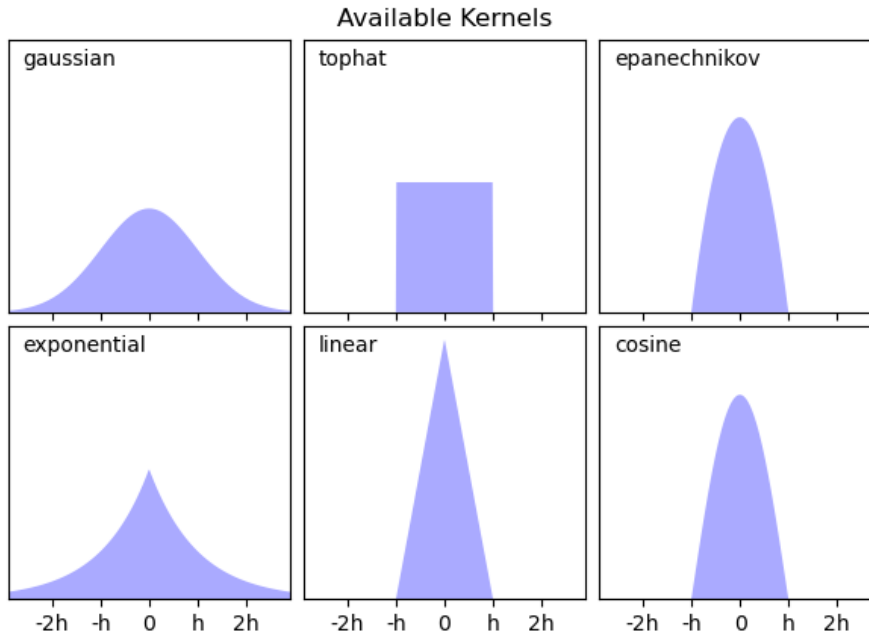 Available Kernels
gaussian
tophat
epanechnikov
exponential
linear
cosine
-2h -h 0 h 2h
-2h -h 0 h 2h
-2h -h 0 h 2h